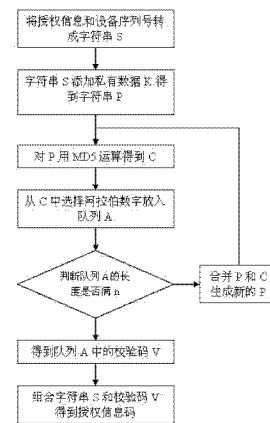 将授权信息和设备序列号转
成字符串 S
字符串 S 添加私有数据 K 得
到字符串 P
对 P 用 MD5 运算得到 C
从 C 中选择阿拉伯数字放入
队列 A
判断队列 A 的长
度是否满 n
合并 P 和 C
生成新的 P
得到队列 A 中的校验码 V
组合字符串 S 和校验码 V
得到授权信息码